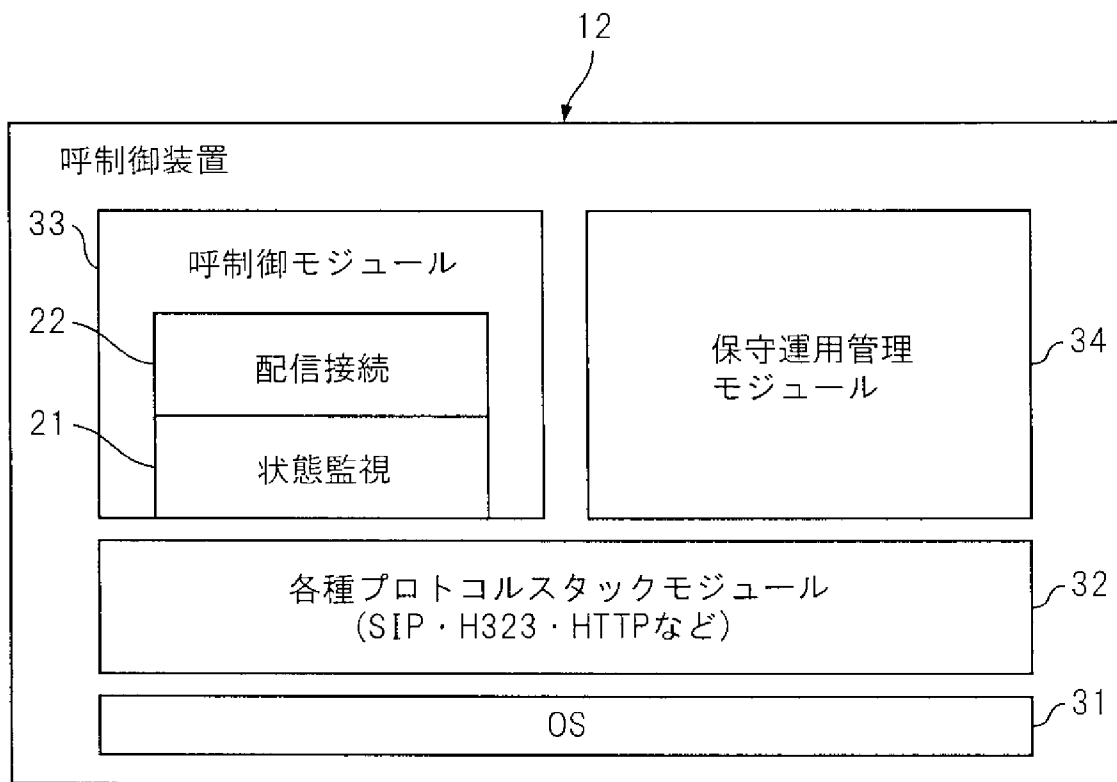 12
呼制御装置
33
呼制御モジュール
22
配信接続
21
状態監視
保守運用管理
モジュール
34
各種プロトコルスタックモジュール
(SIP・H323・HTTPなど)
32
OS
31